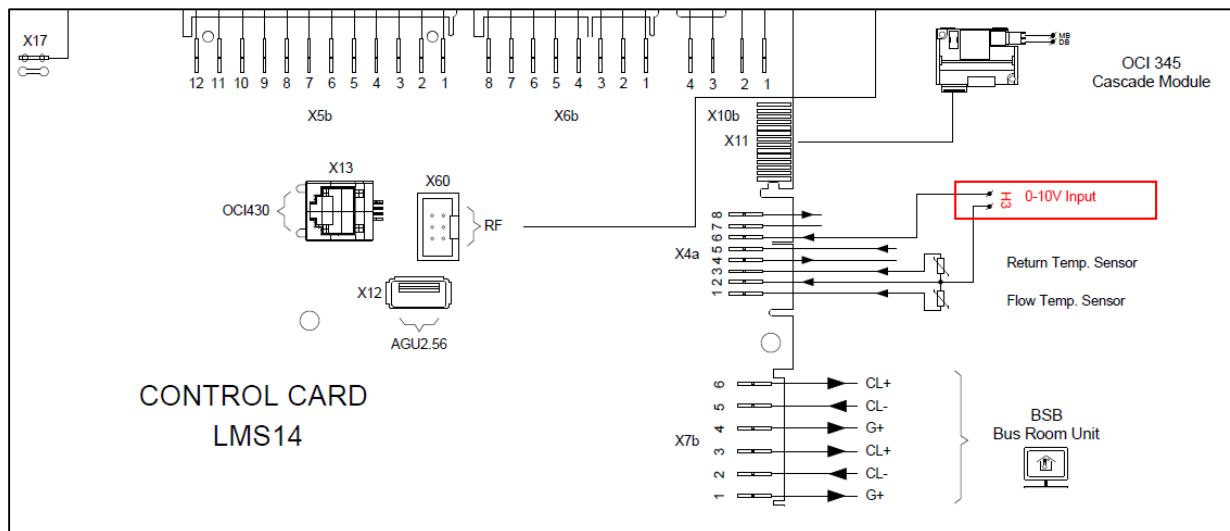 X17
12 11 10 9 8 7 6 5 4 3 2 1
X5b
8 7 6 5 4 3 2 1
X6b
4 3 2 1
X10b
X11
MB
DB
OCI 345
Cascade Module
X13
OCI430
X60
RF
X12
AGU2.56
8
7
6
5
4
3
2
1
X4a
H3
0-10V Input
Return Temp. Sensor
Flow Temp. Sensor
CONTROL CARD
LMS14
X7b
6 CL+
5 CL-
4 G+
3 CL+
2 CL-
1 G+
BSB
Bus Room Unit